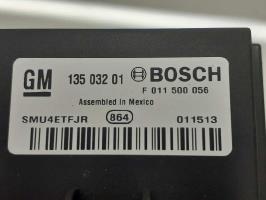 GM 135 032 01 BOSCH
F 011 500 056
Assembled in Mexico
SMU4ETFJR 864 011513